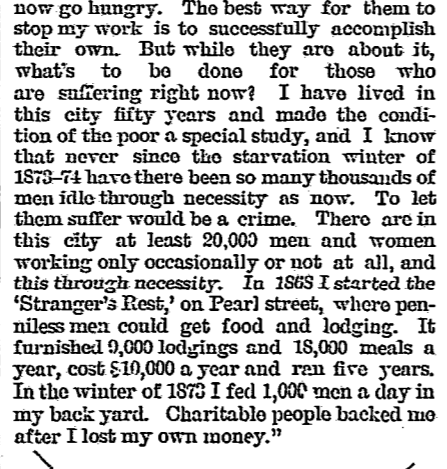 now go hungry. The best way for them to
stop my work is to successfully accomplish
their own. But while they are about it,
what's to be done for those who
are suffering right now? I have lived in
this city fifty years and made the condi-
tion of the poor a special study, and I know
that never since the starvation winter of
1873-74 have there been so many thousands of
men idle through necessity as now. To let
them suffer would be a crime. There are in
this city at least 20,000 men and women
working only occasionally or not at all, and
this through necessity. In 1868 I started the
'Stranger's Rest,' on Pearl street, where pen-
niless men could get food and lodging. It
furnished 9,000 lodgings and 18,000 meals a
year, cost $10,000 a year and ran five years.
In the winter of 1873 I fed 1,000 men a day in
my back yard. Charitable people backed me
after I lost my own money."